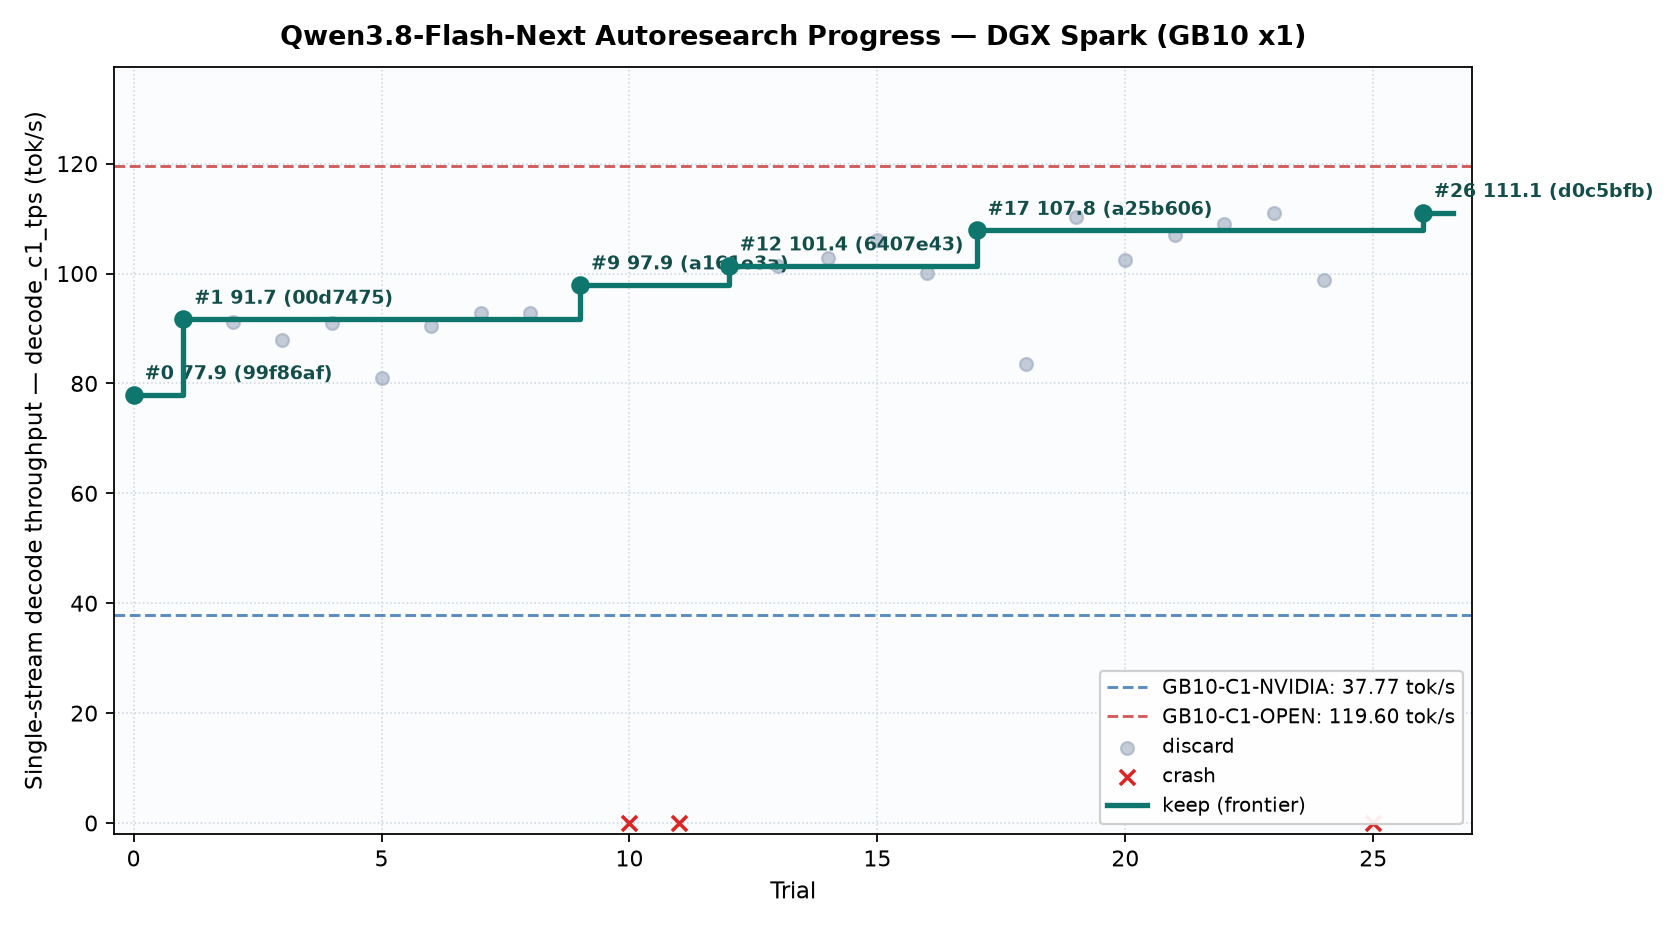 Qwen3.8-Flash-Next Autoresearch Progress — DGX Spark (GB10 x1)
Single-stream decode throughput — decode_c1_tps (tok/s)
120
100
80
60
40
20
0
#0 77.9 (99f86af)
#1 91.7 (00d7475)
#9 97.9
#12 101.4 (6407e43)
#17 107.8 (a25b606)
#26 111.1 (d0c5bfb)
GB10-C1-NVIDIA: 37.77 tok/s
GB10-C1-OPEN: 119.60 tok/s
discard
crash
keep (frontier)
0
5
10
15
20
25
Trial